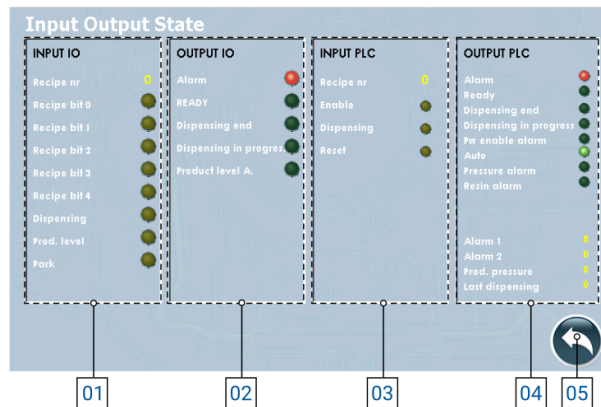 Input Output State
INPUT IO
Recipe nr 0
Recipe bit 0
Recipe bit 1
Recipe bit 2
Recipe bit 3
Recipe bit 4
Dispensing
Prod. level
Park
OUTPUT IO
Alarm
READY
Dispensing end
Dispensing in progres
Product level A.
INPUT PLC
Recipe nr 0
Enable
Dispensing
Reset
OUTPUT PLC
Alarm
Ready
Dispensing end
Dispensing in progress
Pw enable alarm
Auto
Pressure alarm
Resin alarm
Alarm 1 8
Alarm 2 0
Prod. pressure 0
Last dispensing 0
01
02
03
04
05